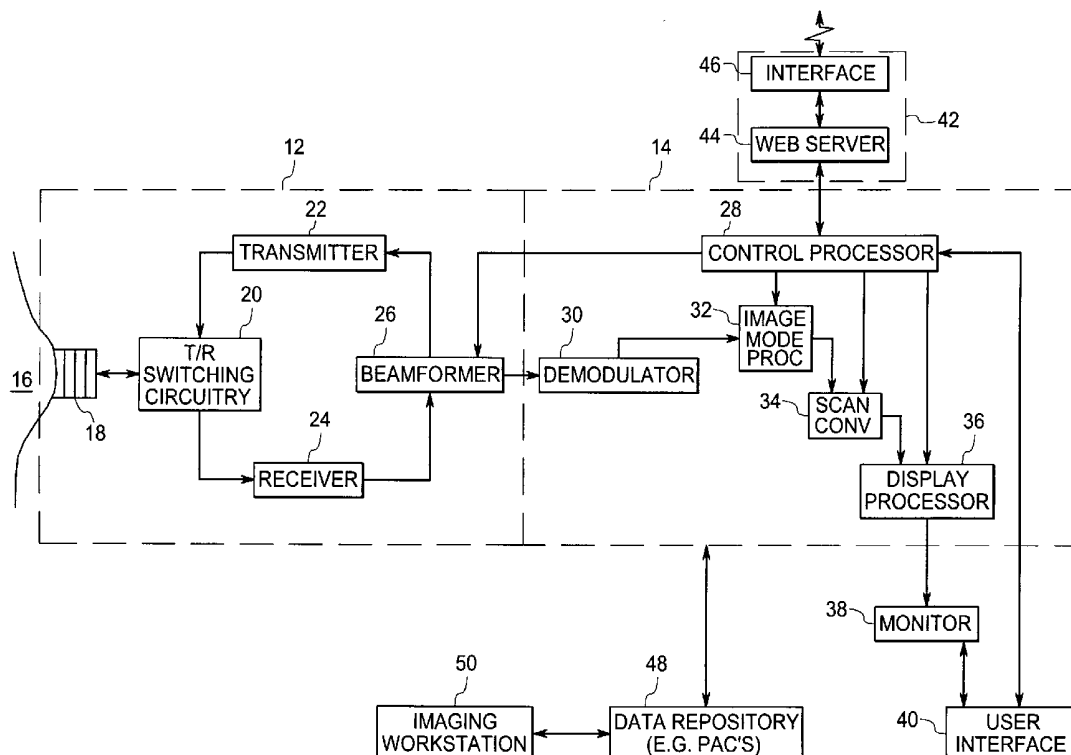 46
INTERFACE
42
44
WEB SERVER
12
14
22
TRANSMITTER
28
CONTROL PROCESSOR
20
T/R
SWITCHING
CIRCUITRY
26
BEAMFORMER
30
DEMODULATOR
32
IMAGE
MODE
PROC
16
18
34
SCAN
CONV
24
RECEIVER
36
DISPLAY
PROCESSOR
38
MONITOR
50
IMAGING
WORKSTATION
48
DATA REPOSITORY
(E.G. PAC'S)
40
USER
INTERFACE